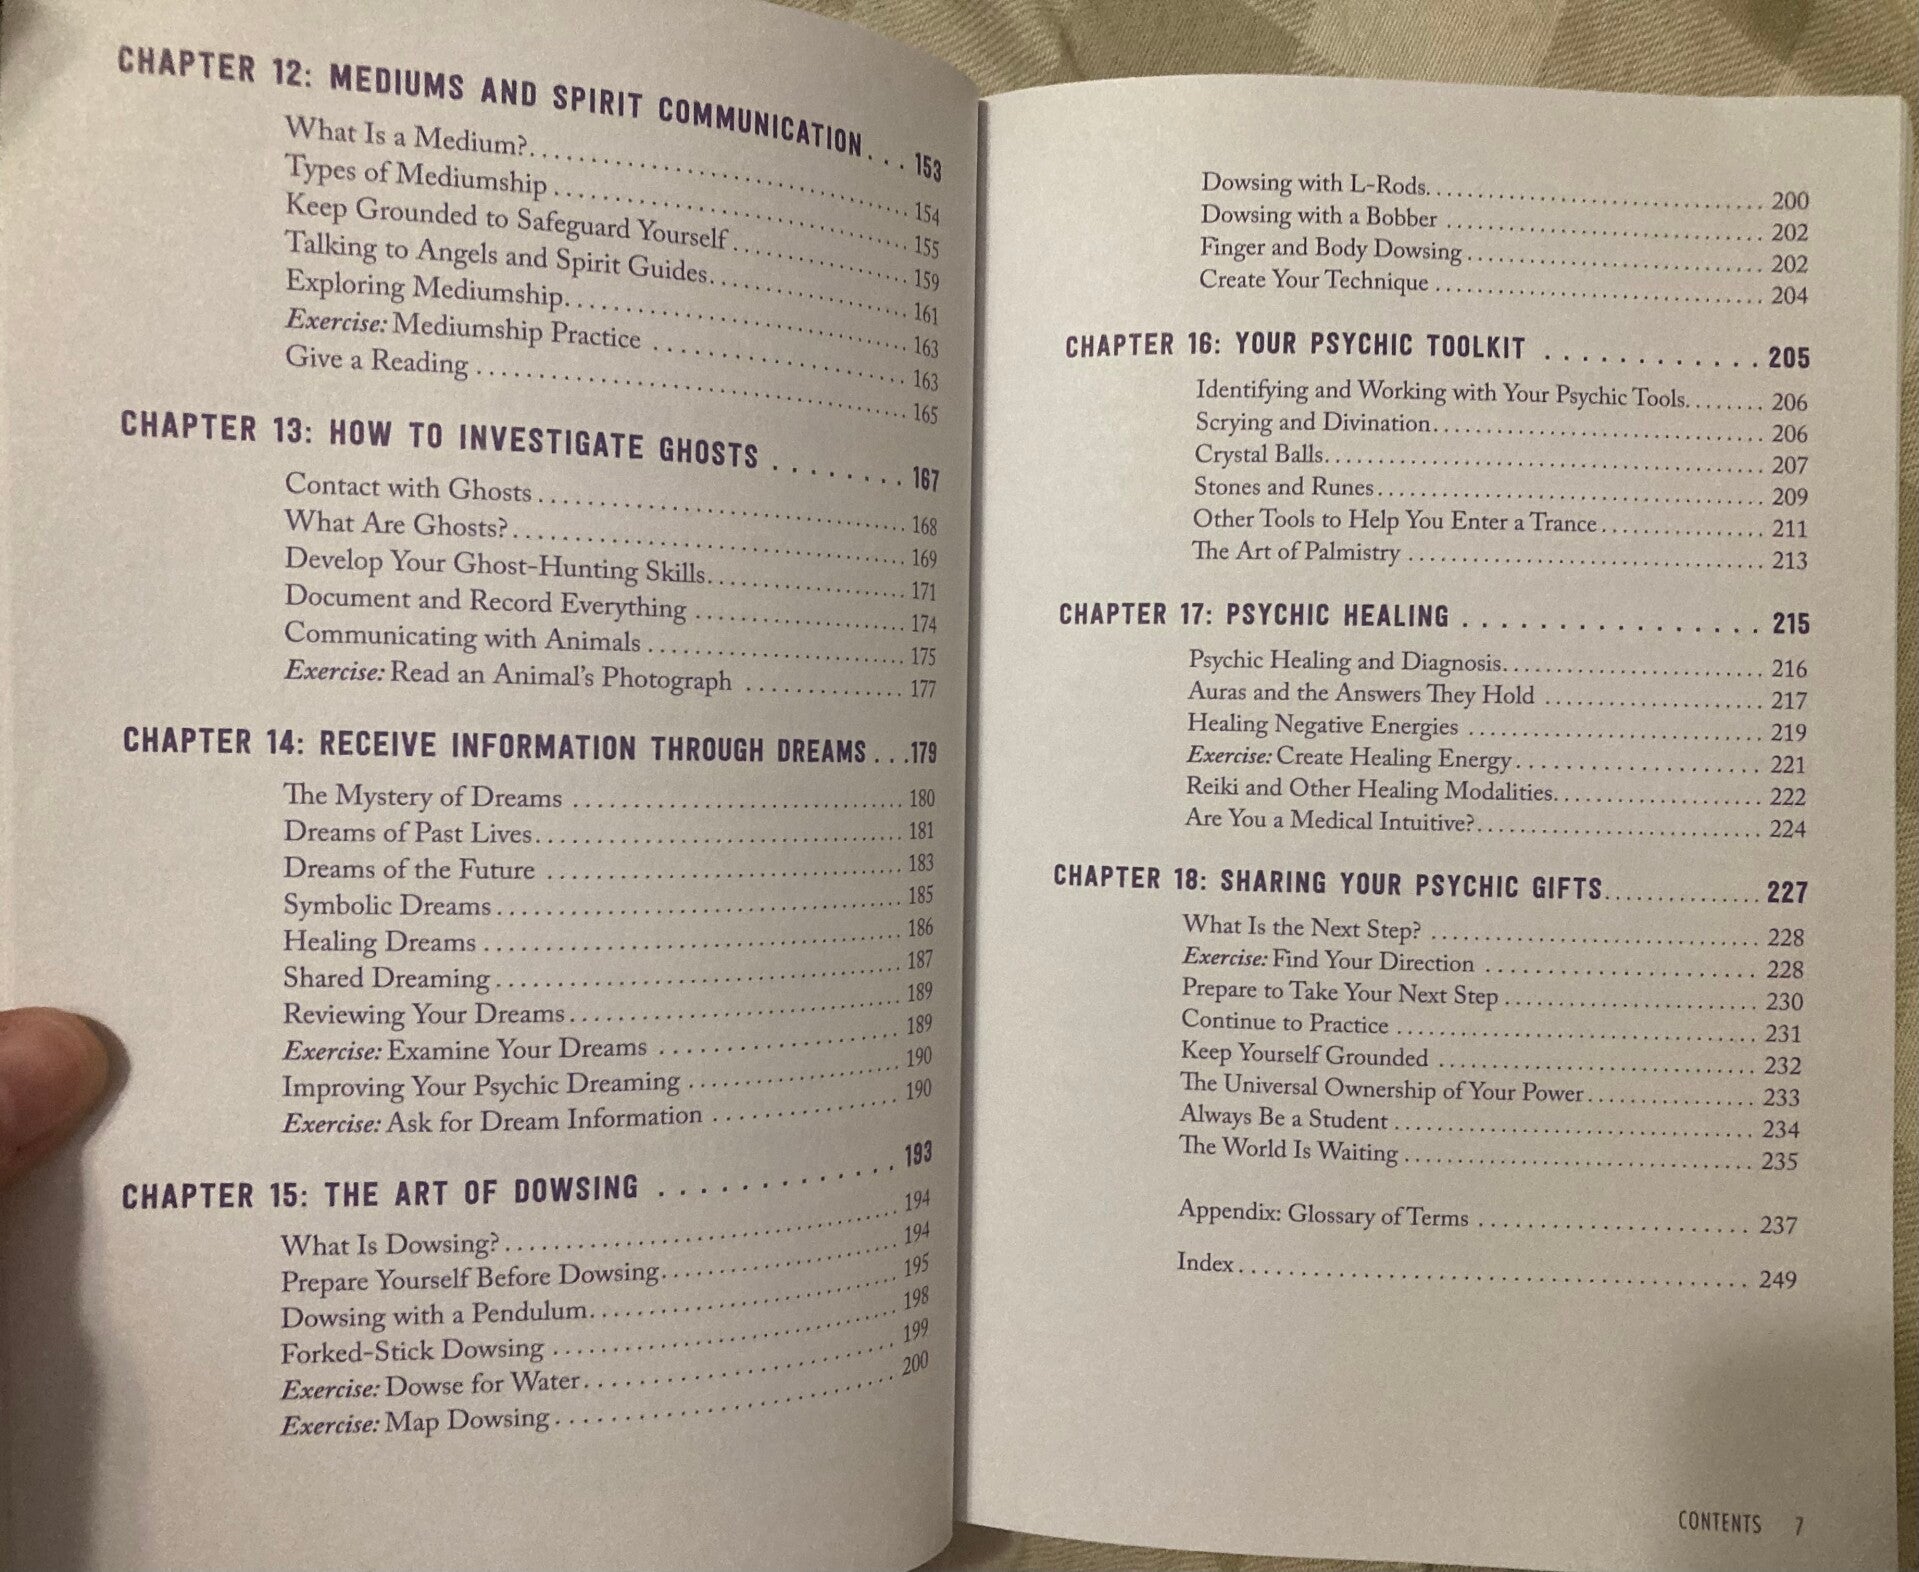 CHAPTER 12: MEDIUMS AND SPIRIT COMMUNICATION . . . 153
What Is a Medium? . . . 154
Types of Mediumship . . . 155
Keep Grounded to Safeguard Yourself . . . 159
Talking to Angels and Spirit Guides. . . 161
Exploring Mediumship. . . 163
Exercise: Mediumship Practice . . . 163
Give a Reading . . . 165
CHAPTER 13: HOW TO INVESTIGATE GHOSTS . . . 167
Contact with Ghosts . . . 168
What Are Ghosts? . . . 169
Develop Your Ghost-Hunting Skills. . . 171
Document and Record Everything . . . 174
Communicating with Animals . . . 175
Exercise: Read an Animal's Photograph . . . 177
CHAPTER 14: RECEIVE INFORMATION THROUGH DREAMS . . . 179
The Mystery of Dreams . . . 180
Dreams of Past Lives. . . 181
Dreams of the Future . . . 183
Symbolic Dreams . . . 185
Healing Dreams . . . 186
Shared Dreaming . . . 187
Reviewing Your Dreams . . . 189
Exercise: Examine Your Dreams . . . 189
Improving Your Psychic Dreaming . . . 190
Exercise: Ask for Dream Information . . . 190
CHAPTER 15: THE ART OF DOWSING . . . 193
What Is Dowsing? . . . 194
Prepare Yourself Before Dowsing. . . 194
Dowsing with a Pendulum. . . 195
Forked-Stick Dowsing . . . 198
Exercise: Dowse for Water . . . 199
Exercise: Map Dowsing . . . 200
Dowsing with L-Rods. . . 200
Dowsing with a Bobber . . . 202
Finger and Body Dowsing . . . 202
Create Your Technique . . . 204
CHAPTER 16: YOUR PSYCHIC TOOLKIT . . . 205
Identifying and Working with Your Psychic Tools. . . 206
Scrying and Divination. . . 206
Crystal Balls. . . 207
Stones and Runes . . . 209
Other Tools to Help You Enter a Trance . . . 211
The Art of Palmistry . . . 213
CHAPTER 17: PSYCHIC HEALING . . . 215
Psychic Healing and Diagnosis. . . 216
Auras and the Answers They Hold . . . 217
Healing Negative Energies . . . 219
Exercise: Create Healing Energy . . . 221
Reiki and Other Healing Modalities. . . 222
Are You a Medical Intuitive? . . . 224
CHAPTER 18: SHARING YOUR PSYCHIC GIFTS . . . 227
What Is the Next Step? . . . 228
Exercise: Find Your Direction . . . 228
Prepare to Take Your Next Step . . . 230
Continue to Practice . . . 231
Keep Yourself Grounded . . . 232
The Universal Ownership of Your Power . . . 233
Always Be a Student . . . 234
The World Is Waiting . . . 235
Appendix: Glossary of Terms . . . 237
Index . . . 249
CONTENTS 7